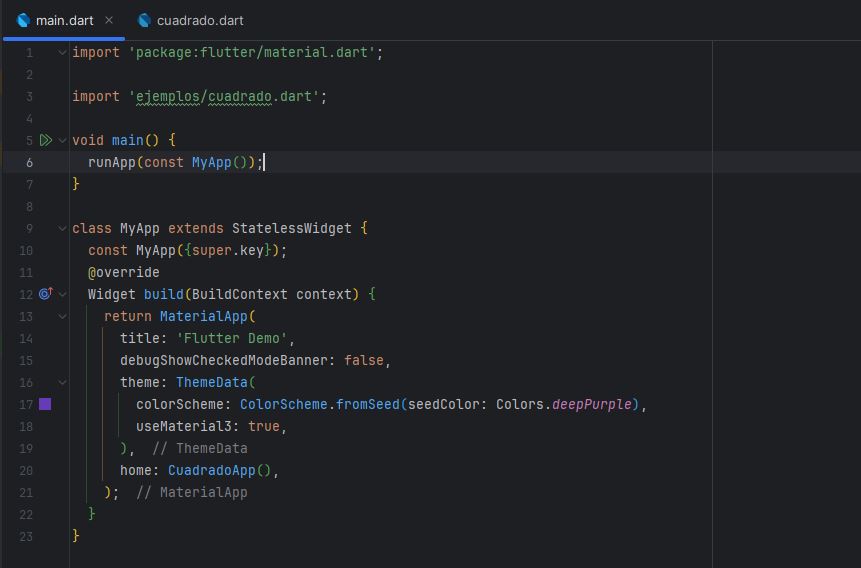 main.dart
cuadrado.dart
1 import 'package:flutter/material.dart';
2
3 import 'ejemplos/cuadrado.dart';
4
5 void main() {
6 runApp(const MyApp());
7 }
8
9 class MyApp extends StatelessWidget {
10 const MyApp({super.key});
11 @override
12 Widget build(BuildContext context) {
13 return MaterialApp(
14 title: 'Flutter Demo',
15 debugShowCheckedModeBanner: false,
16 theme: ThemeData(
17 colorScheme: ColorScheme.fromSeed(seedColor: Colors.deepPurple),
18 useMaterial3: true,
19 ), // ThemeData
20 home: CuadradoApp(),
21 ); // MaterialApp
22 }
23 }